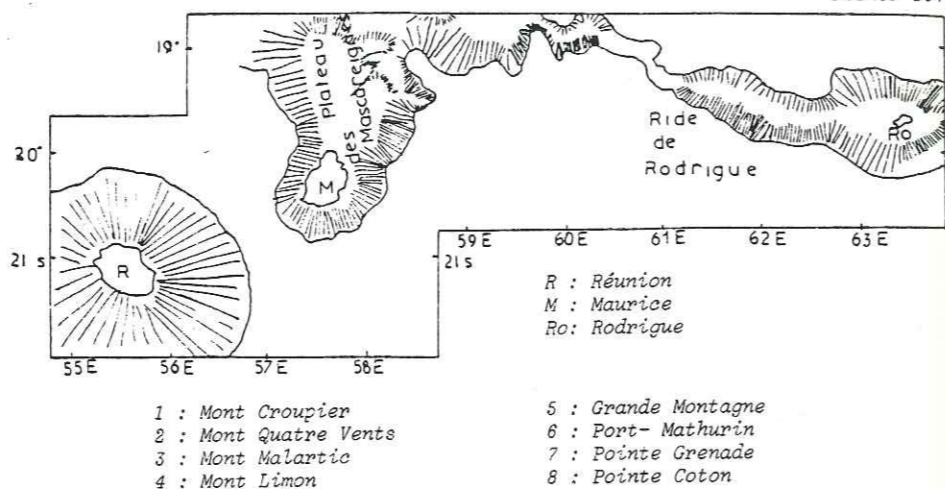 19°
Plateau
des Mascareignes
20°
M
R
21 s
Ride
de
Rodrigue
Ro
59E 60E 61E 62E 63E
21 s
55E 56E 57E 58E
R : Réunion
M : Maurice
Ro: Rodrigue
1 : Mont Croupier
2 : Mont Quatre Vents
3 : Mont Malartic
4 : Mont Limon
5 : Grande Montagne
6 : Port- Mathurin
7 : Pointe Grenade
8 : Pointe Coton